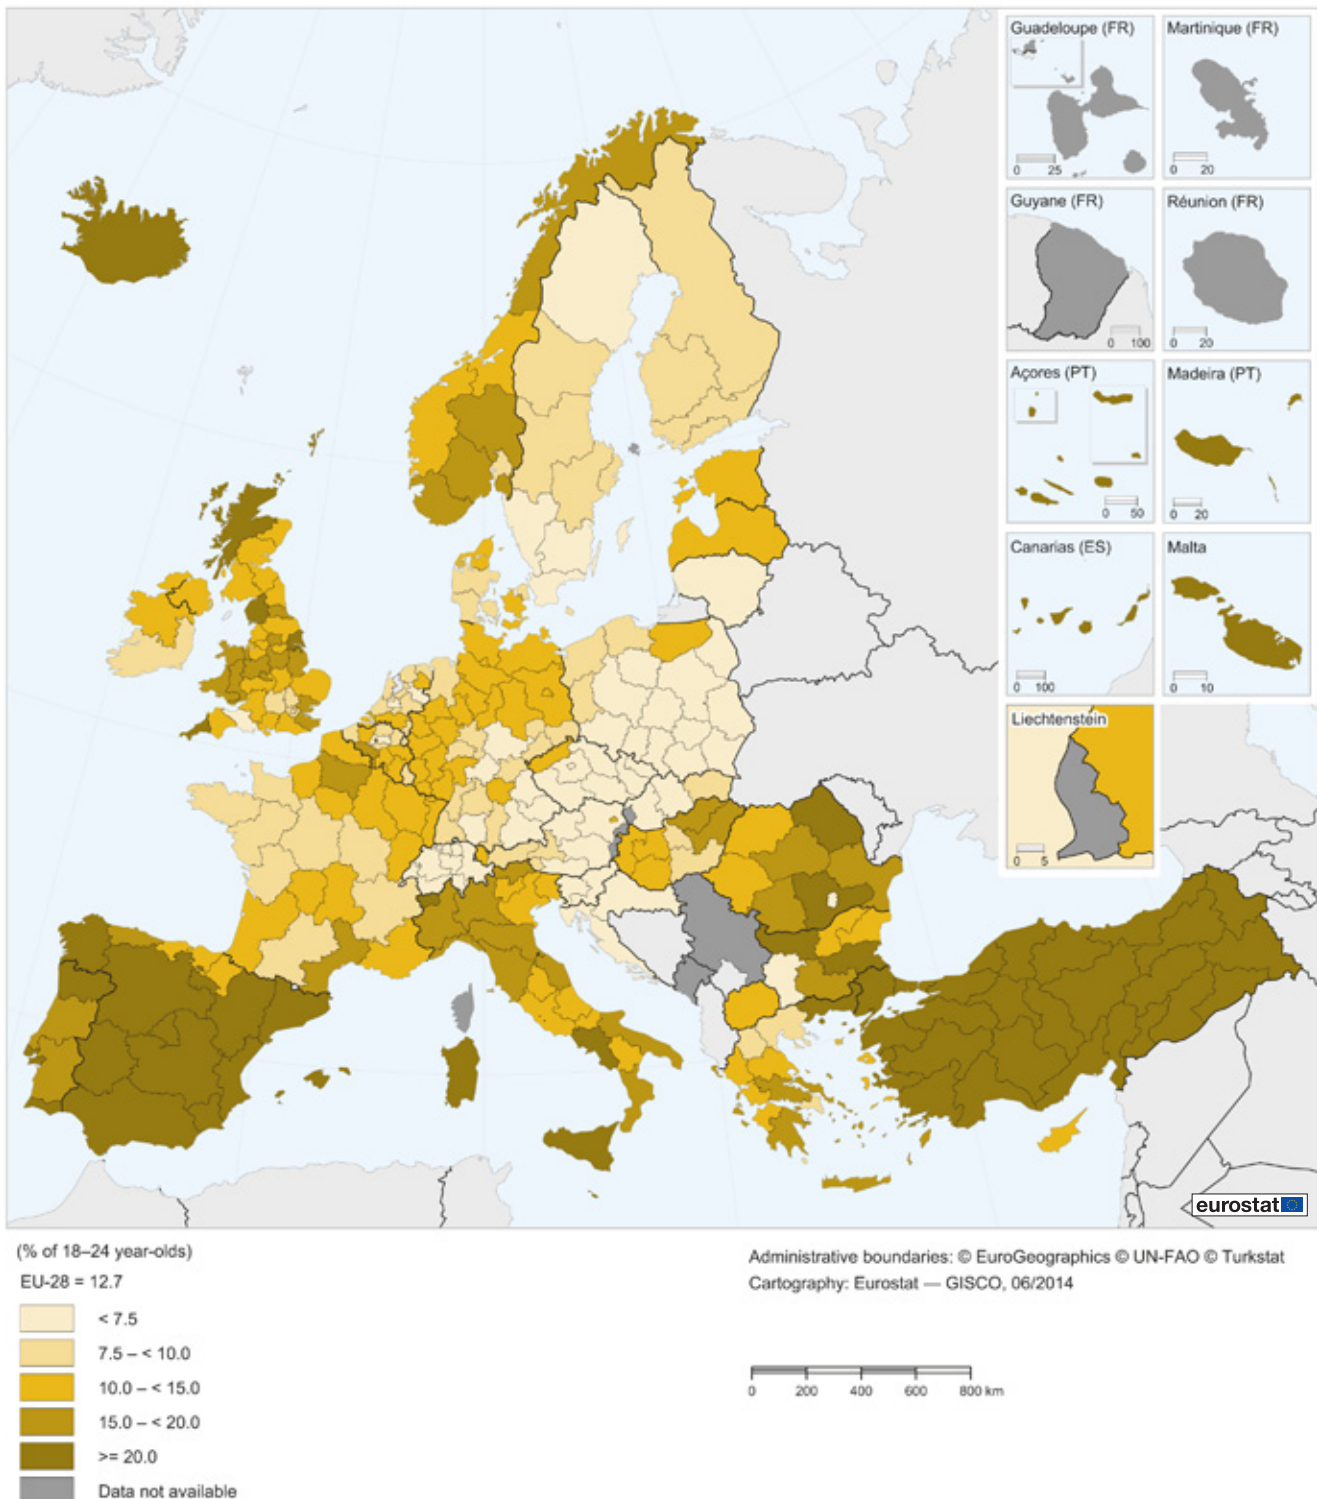 Guadeloupe (FR)
0 25
Martinique (FR)
0 20
Guyane (FR)
0 100
Réunion (FR)
0 20
Açores (PT)
0 50
Madeira (PT)
0 20
Canarias (ES)
0 100
Malta
0 10
Liechtenstein
0 5
eurostat
(% of 18–24 year-olds)
EU-28 = 12.7
< 7.5
7.5 – < 10.0
10.0 – < 15.0
15.0 – < 20.0
>= 20.0
Data not available
Administrative boundaries: © EuroGeographics © UN-FAO © Turkstat
Cartography: Eurostat — GISCO, 06/2014
0 200 400 600 800 km